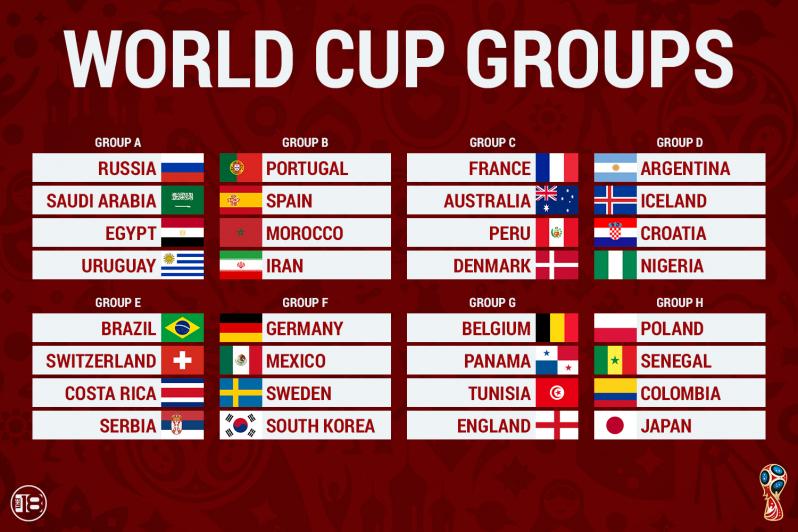 WORLD CUP GROUPS
GROUP A
RUSSIA
SAUDI ARABIA
EGYPT
URUGUAY
GROUP B
PORTUGAL
SPAIN
MOROCCO
IRAN
GROUP C
FRANCE
AUSTRALIA
PERU
DENMARK
GROUP D
ARGENTINA
ICELAND
CROATIA
NIGERIA
GROUP E
BRAZIL
SWITZERLAND
COSTA RICA
SERBIA
GROUP F
GERMANY
MEXICO
SWEDEN
SOUTH KOREA
GROUP G
BELGIUM
PANAMA
TUNISIA
ENGLAND
GROUP H
POLAND
SENEGAL
COLOMBIA
JAPAN
THE 18